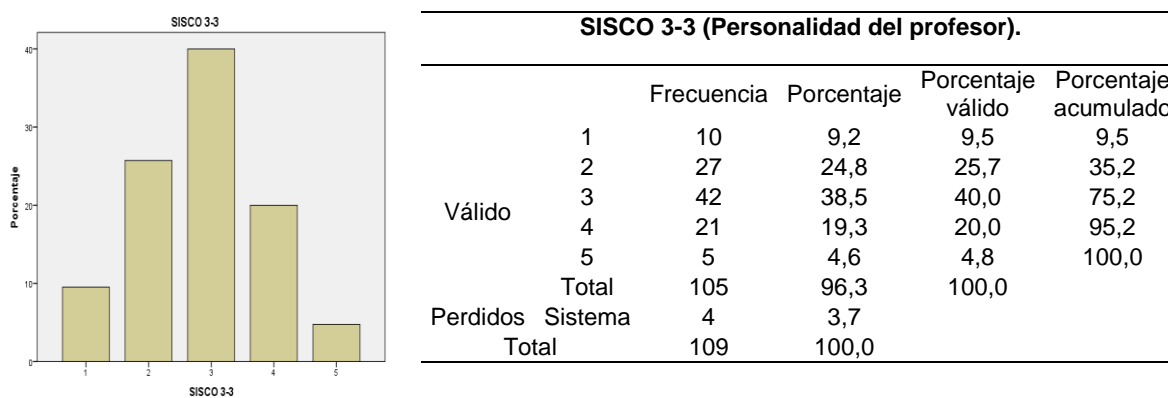 SISCO 3-3
40
30
20
10
0
Porcentaje
1 2 3 4 5
SISCO 3-3
SISCO 3-3 (Personalidad del profesor).
Frecuencia Porcentaje Porcentaje válido Porcentaje acumulado
Válido
1 10 9,2 9,5 9,5
2 27 24,8 25,7 35,2
3 42 38,5 40,0 75,2
4 21 19,3 20,0 95,2
5 5 4,6 4,8 100,0
Total 105 96,3 100,0
Perdidos Sistema 4 3,7
Total 109 100,0